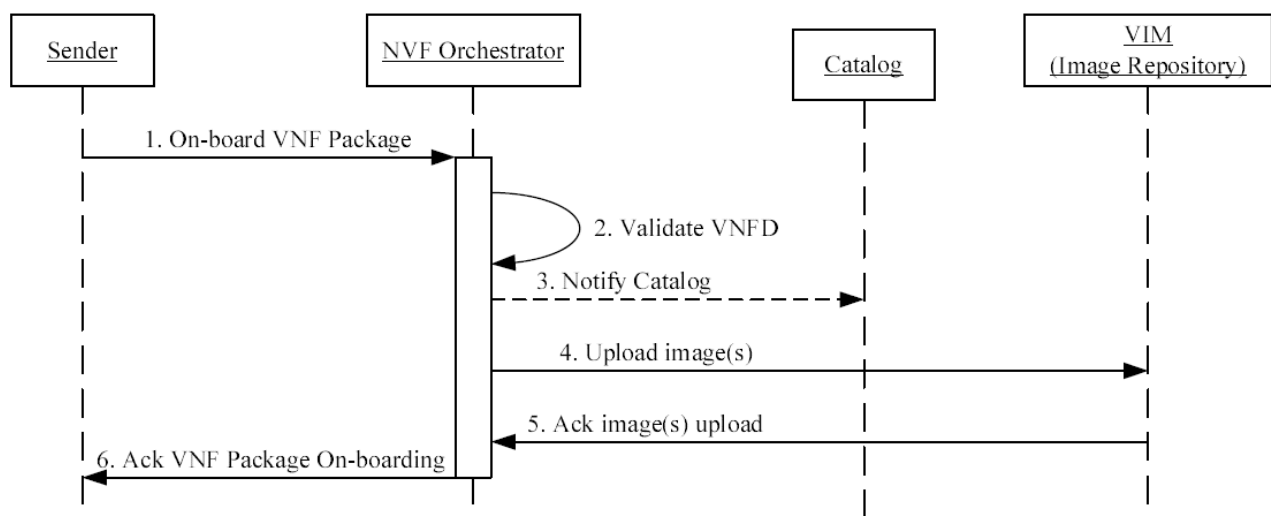 Sender
NVF Orchestrator
Catalog
VIM
(Image Repository)
1. On-board VNF Package
2. Validate VNFD
3. Notify Catalog
4. Upload image(s)
5. Ack image(s) upload
6. Ack VNF Package On-boarding